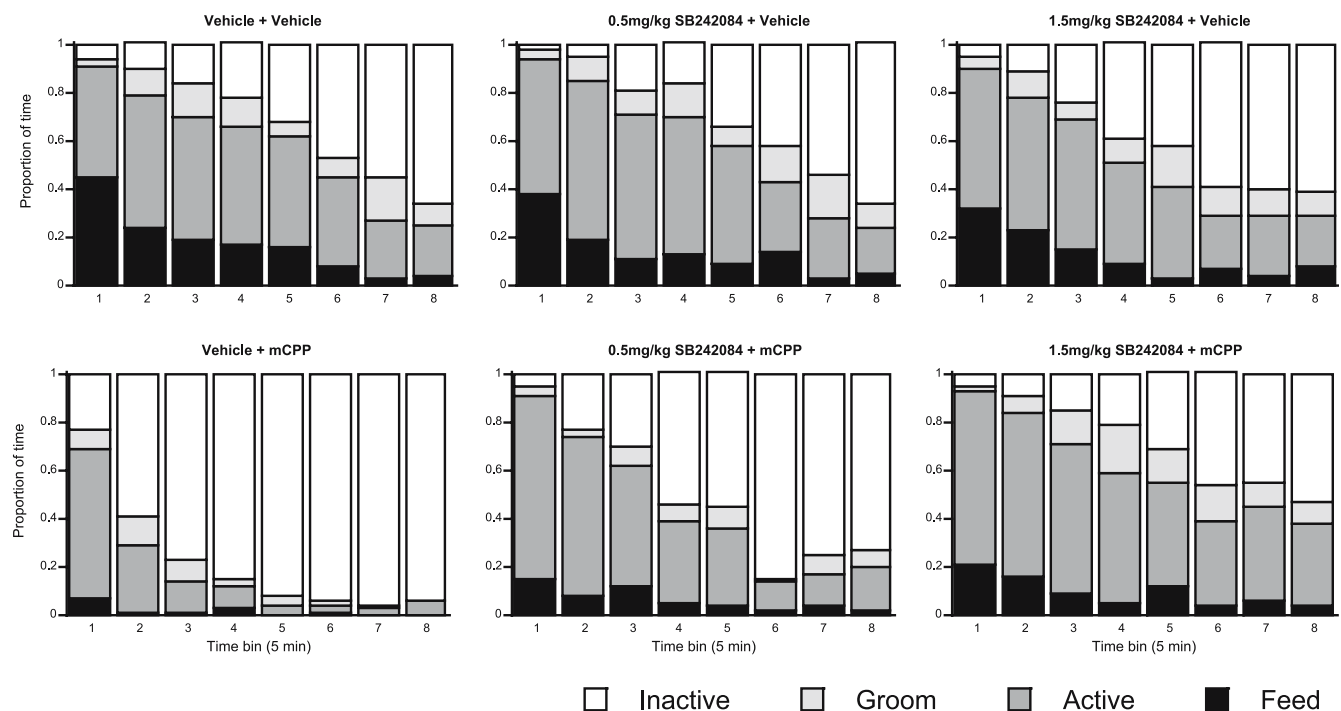 Vehicle + Vehicle
0.5mg/kg SB242084 + Vehicle
1.5mg/kg SB242084 + Vehicle
Proportion of time
1
0.8
0.6
0.4
0.2
0
1 2 3 4 5 6 7 8
1
0.8
0.6
0.4
0.2
0
1 2 3 4 5 6 7 8
1
0.8
0.6
0.4
0.2
0
1 2 3 4 5 6 7 8
Vehicle + mCPP
0.5mg/kg SB242084 + mCPP
1.5mg/kg SB242084 + mCPP
Proportion of time
1
0.8
0.6
0.4
0.2
0
1 2 3 4 5 6 7 8
Time bin (5 min)
1
0.8
0.6
0.4
0.2
0
1 2 3 4 5 6 7 8
Time bin (5 min)
1
0.8
0.6
0.4
0.2
0
1 2 3 4 5 6 7 8
Time bin (5 min)
Inactive Groom Active Feed